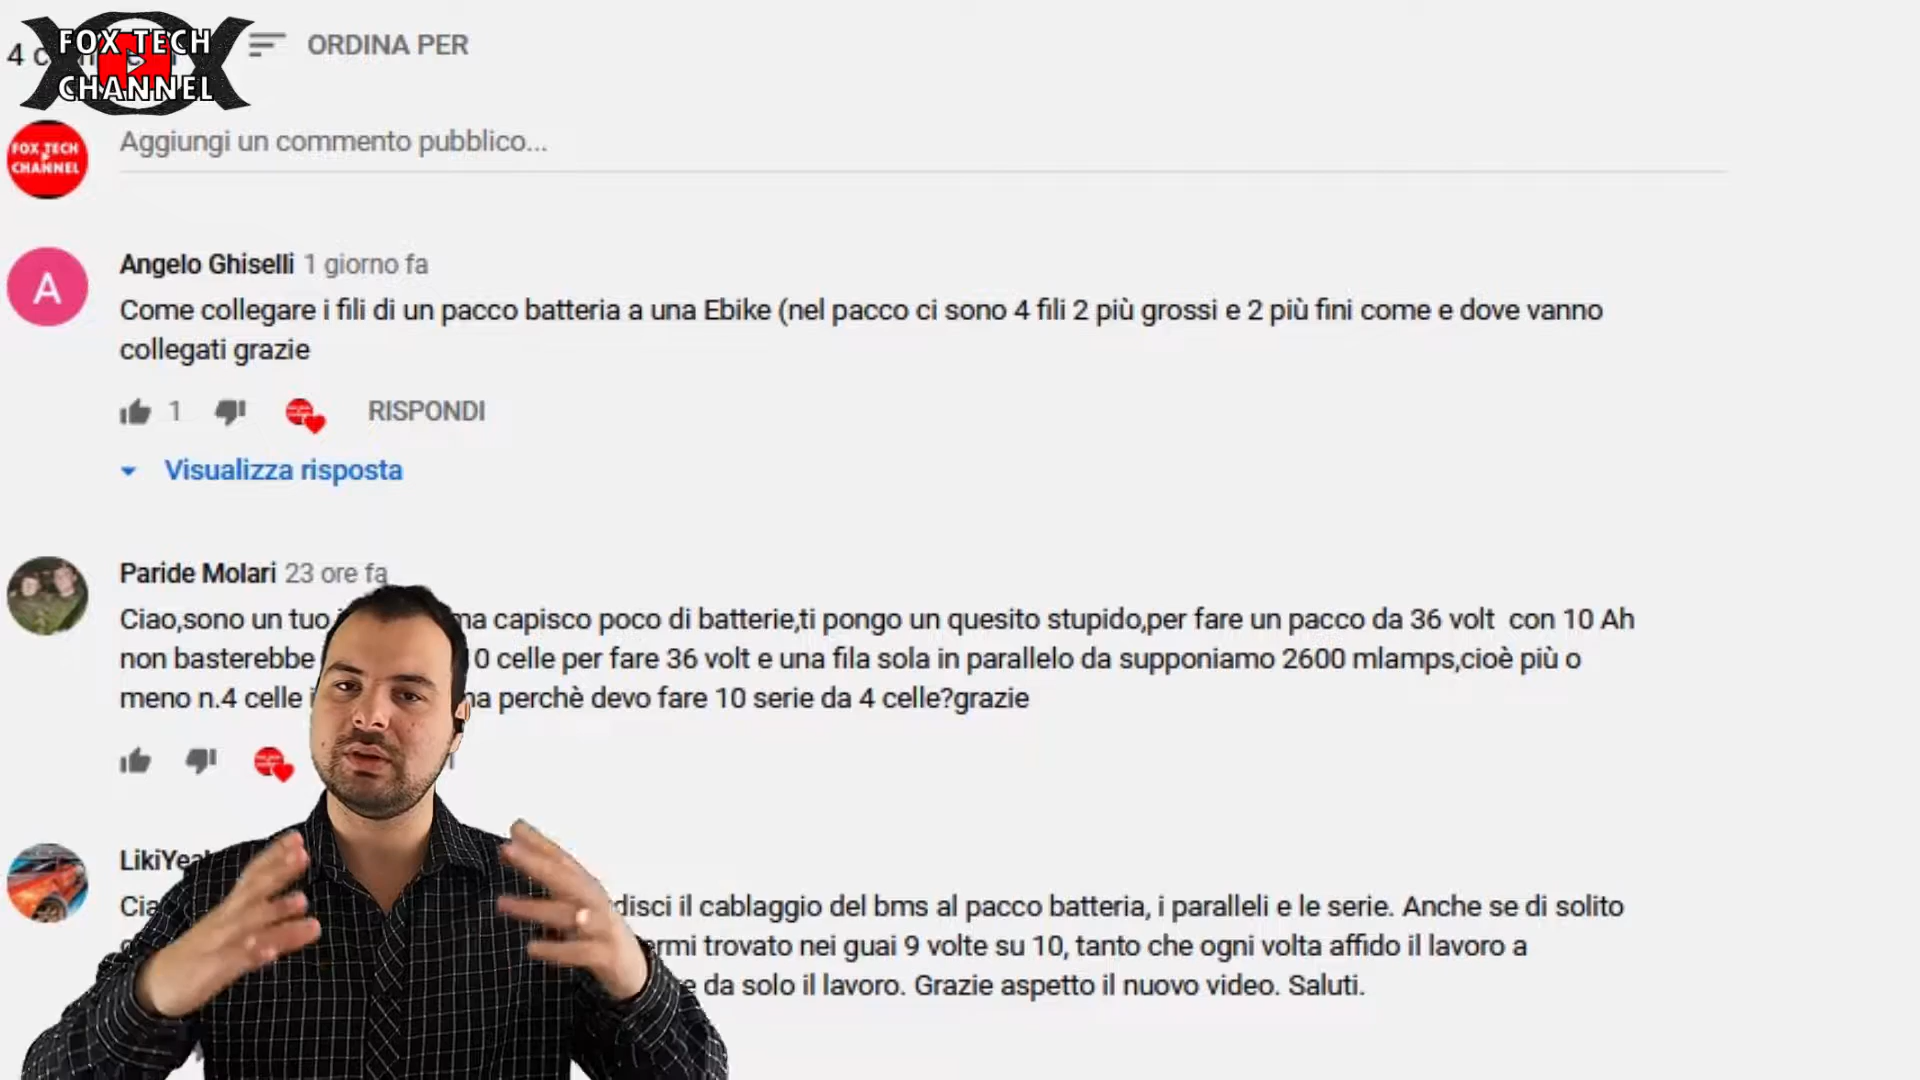 FOX TECH
CHANNEL
4 c
ORDINA PER
FOX TECH
CHANNEL
Aggiungi un commento pubblico...
Angelo Ghiselli 1 giorno fa
A
Come collegare i fili di un pacco batteria a una Ebike (nel pacco ci sono 4 fili 2 più grossi e 2 più fini come e dove vanno
collegati grazie
1
RISPONDI
Visualizza risposta
Paride Molari 23 ore fa
Ciao,sono un tuo ma capisco poco di batterie,ti pongo un quesito stupido,per fare un pacco da 36 volt con 10 Ah
non basterebbe celle per fare 36 volt e una fila sola in parallelo da supponiamo 2600 mlamps,cioè più o
meno n.4 celle perchè devo fare 10 serie da 4 celle?grazie
il cablaggio del bms al pacco batteria, i paralleli e le serie. Anche se di solito
trovato nei guai 9 volte su 10, tanto che ogni volta affido il lavoro a
da solo il lavoro. Grazie aspetto il nuovo video. Saluti.